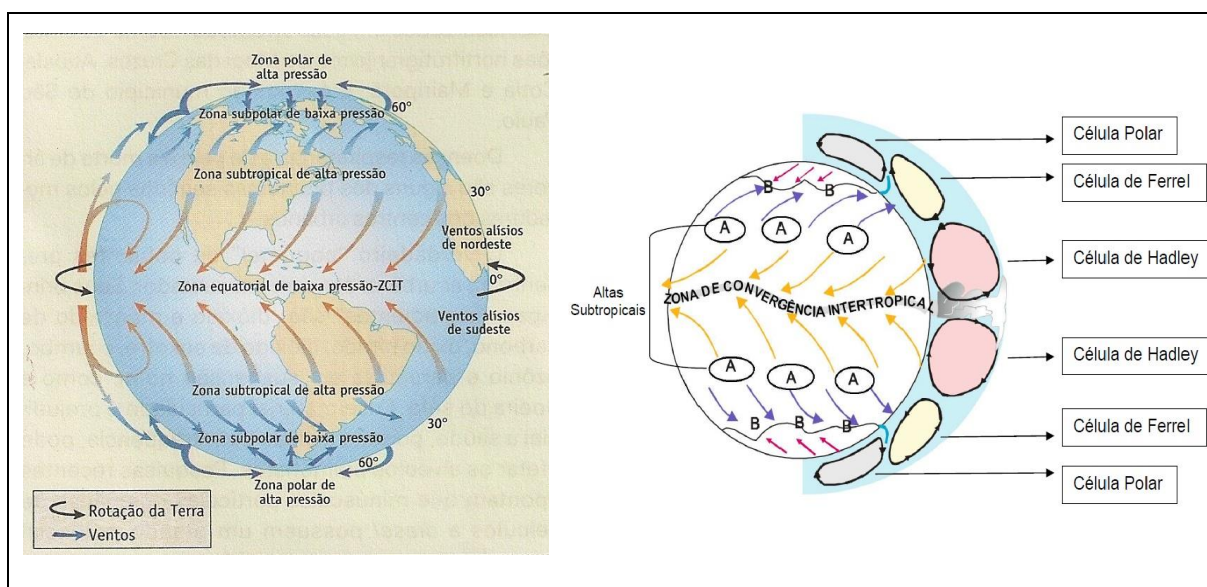 Zona polar de
alta pressão
Zona subpolar de baixa pressão
60°
Zona subtropical de alta pressão
30°
Ventos alísios
de nordeste
0°
Zona equatorial de baixa pressão-ZCIT
Ventos alísios
de sudeste
Zona subtropical de alta pressão
30°
Zona subpolar de baixa pressão
60°
Zona polar de
alta pressão
Rotação da Terra
Ventos
Célula Polar
Célula de Ferrel
Célula de Hadley
Célula de Hadley
Célula de Ferrel
Célula Polar
B
B
A
A
A
Altas
Subtropicais
ZONA DE CONVERGÊNCIA INTERTROPICAL
A
A
A
B
B
B